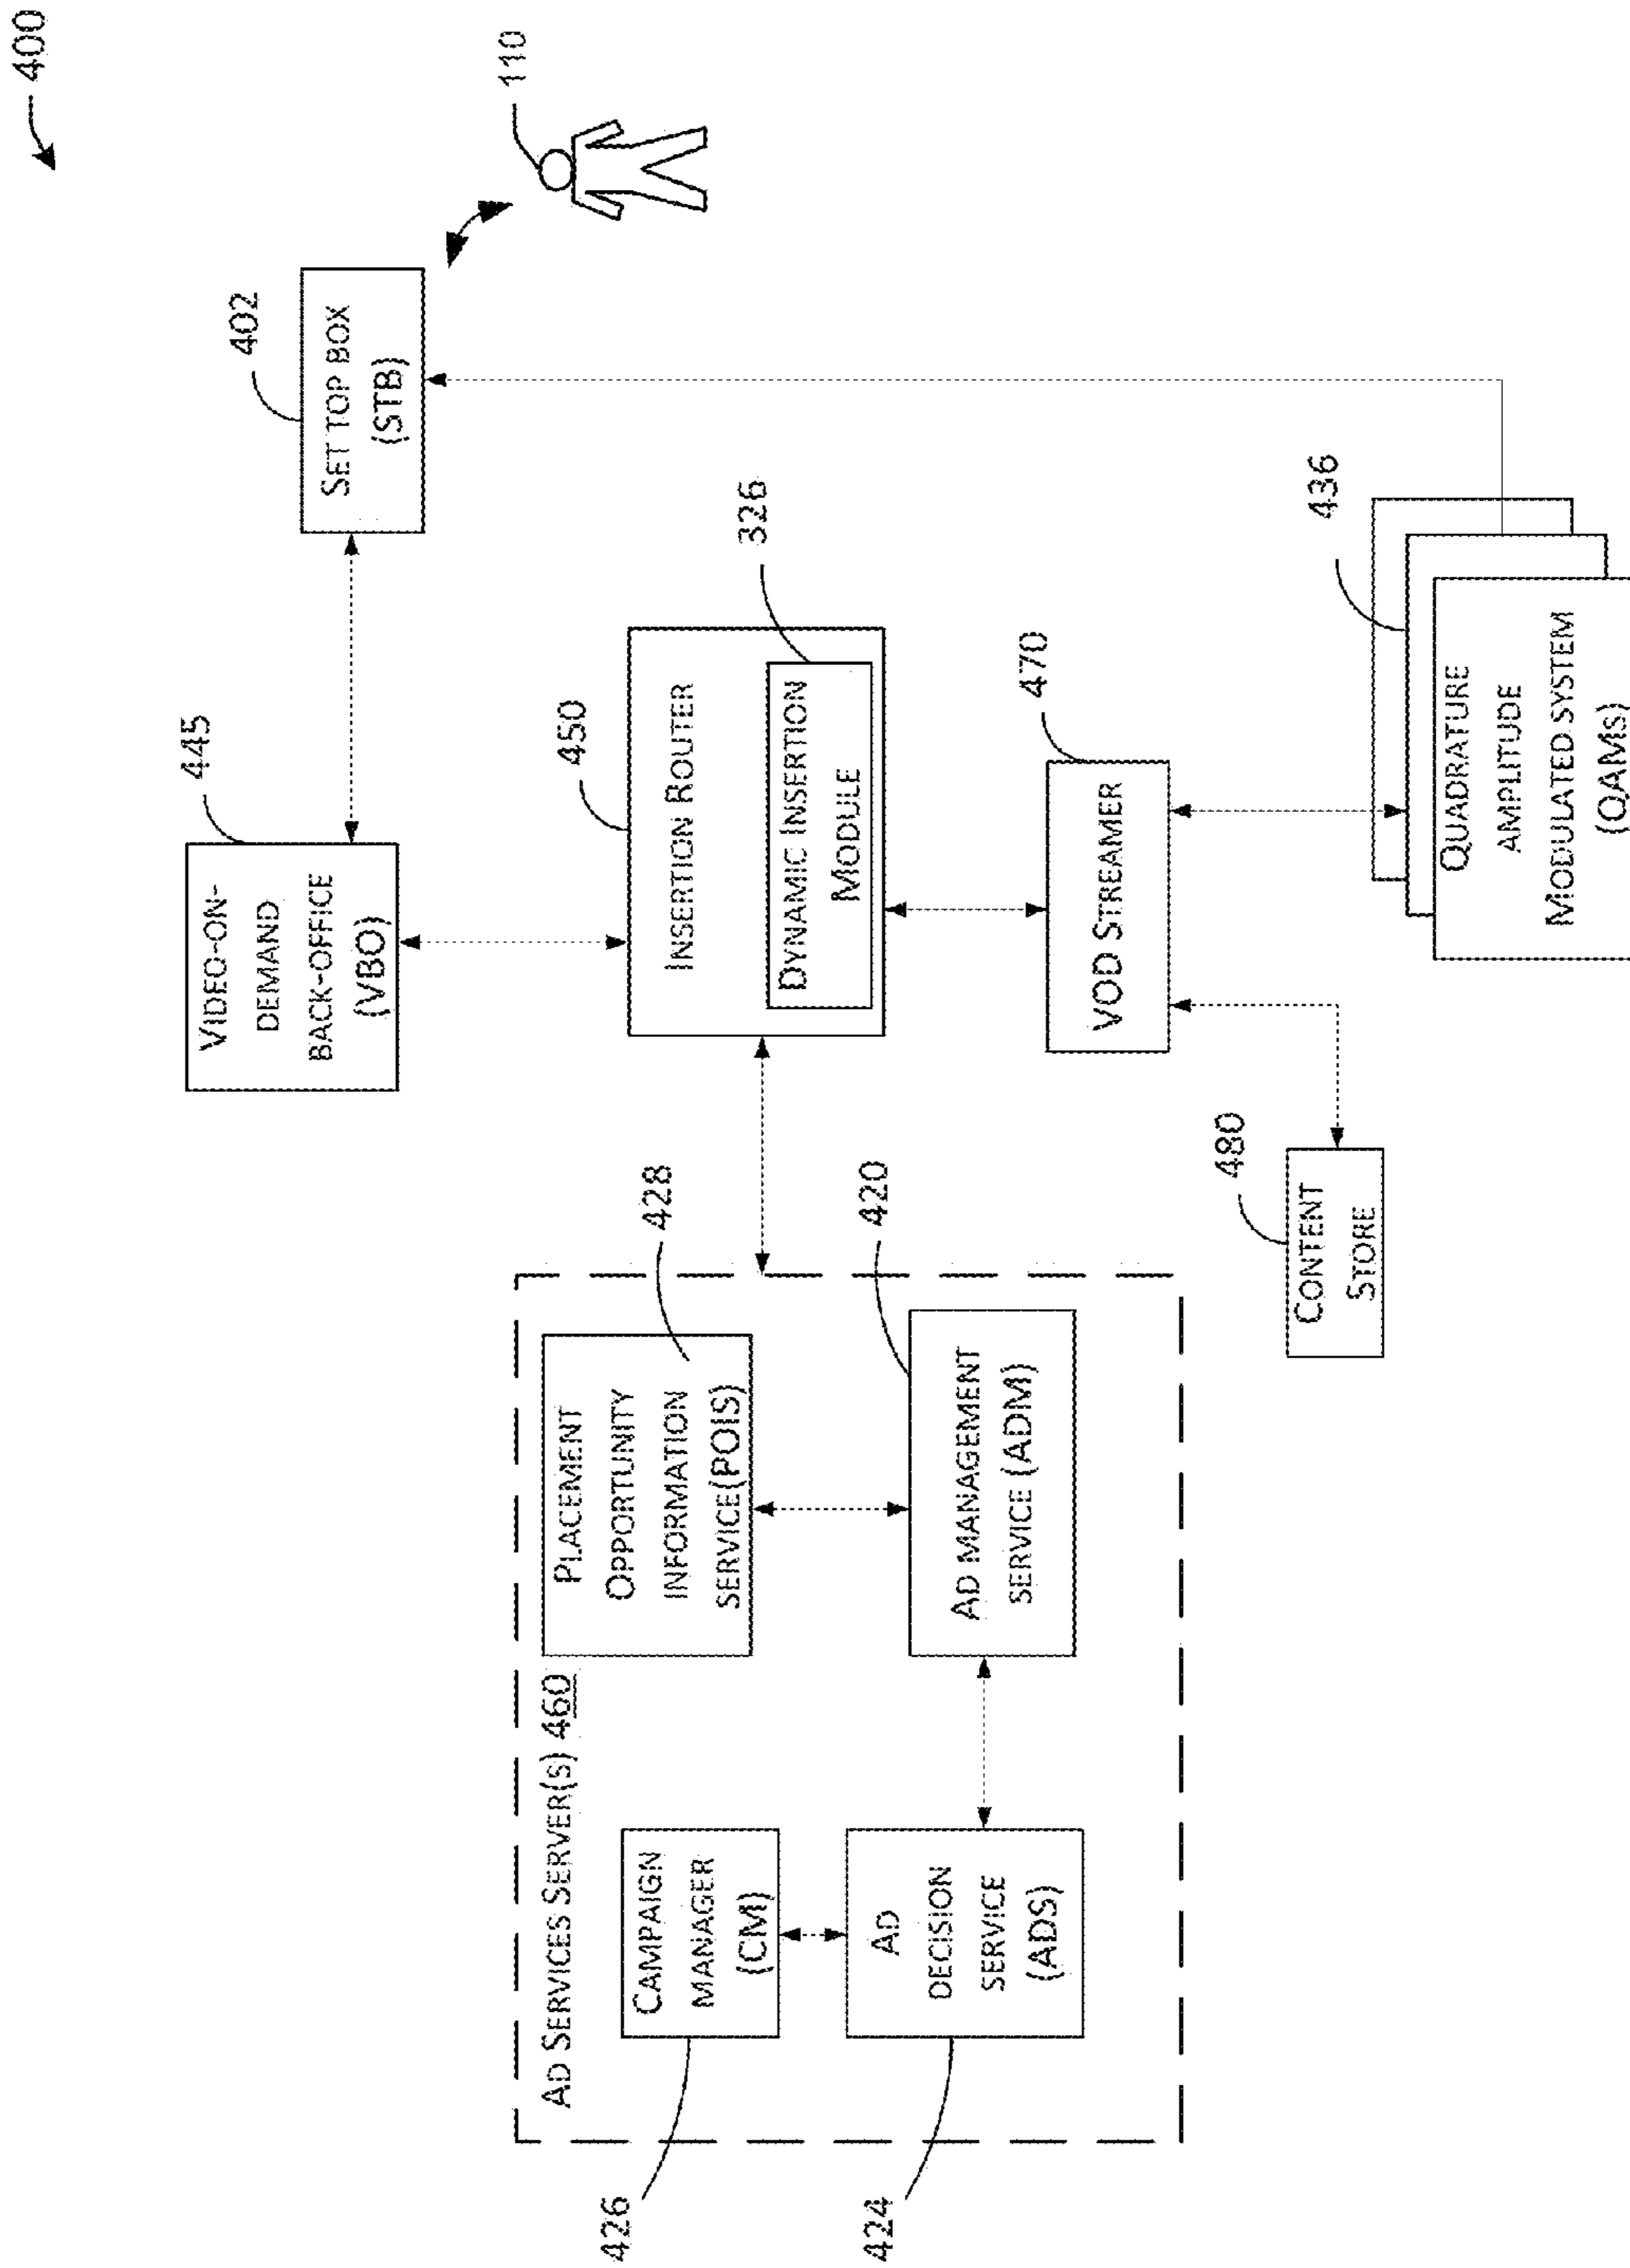 400
110
402
SET TOP BOX
(STB)
445
VIDEO-ON-
DEMAND
BACK-OFFICE
(VBO)
450
INSERTION ROUTER
326
DYNAMIC INSERTION
MODULE
AD SERVICES SERVER(S) 460
428
PLACEMENT
OPPORTUNITY
INFORMATION
SERVICE(POIS)
420
AD MANAGEMENT
SERVICE (ADM)
426
CAMPAIGN
MANAGER
(CM)
424
AD
DECISION
SERVICE
(ADS)
470
VOD STREAMER
480
CONTENT
STORE
436
QUADRATURE
AMPLITUDE
MODULATED SYSTEM
(QAMS)